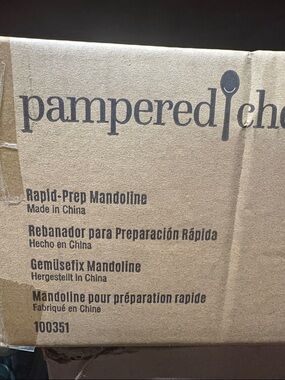 pampered che
Rapid-Prep Mandoline
Made in China
Rebanador para Preparación Rápida
Hecho en China
Gemüsefix Mandoline
Hergestellt in China
Mandoline pour préparation rapide
Fabriqué en Chine
100351